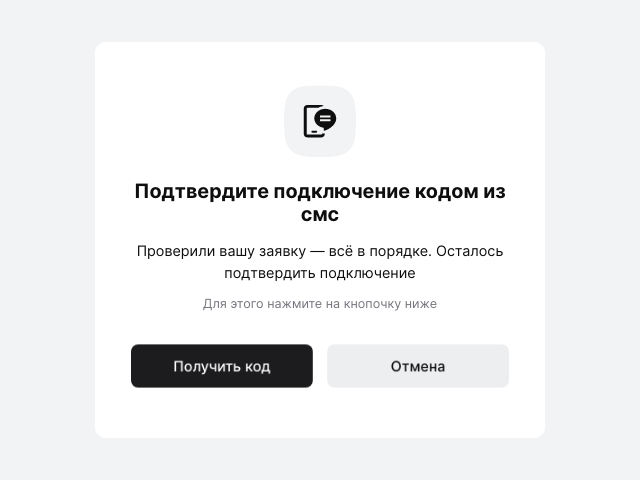 Подтвердите подключение кодом из
смс
Проверили вашу заявку — всё в порядке. Осталось
подтвердить подключение
Для этого нажмите на кнопочку ниже
Получить код
Отмена